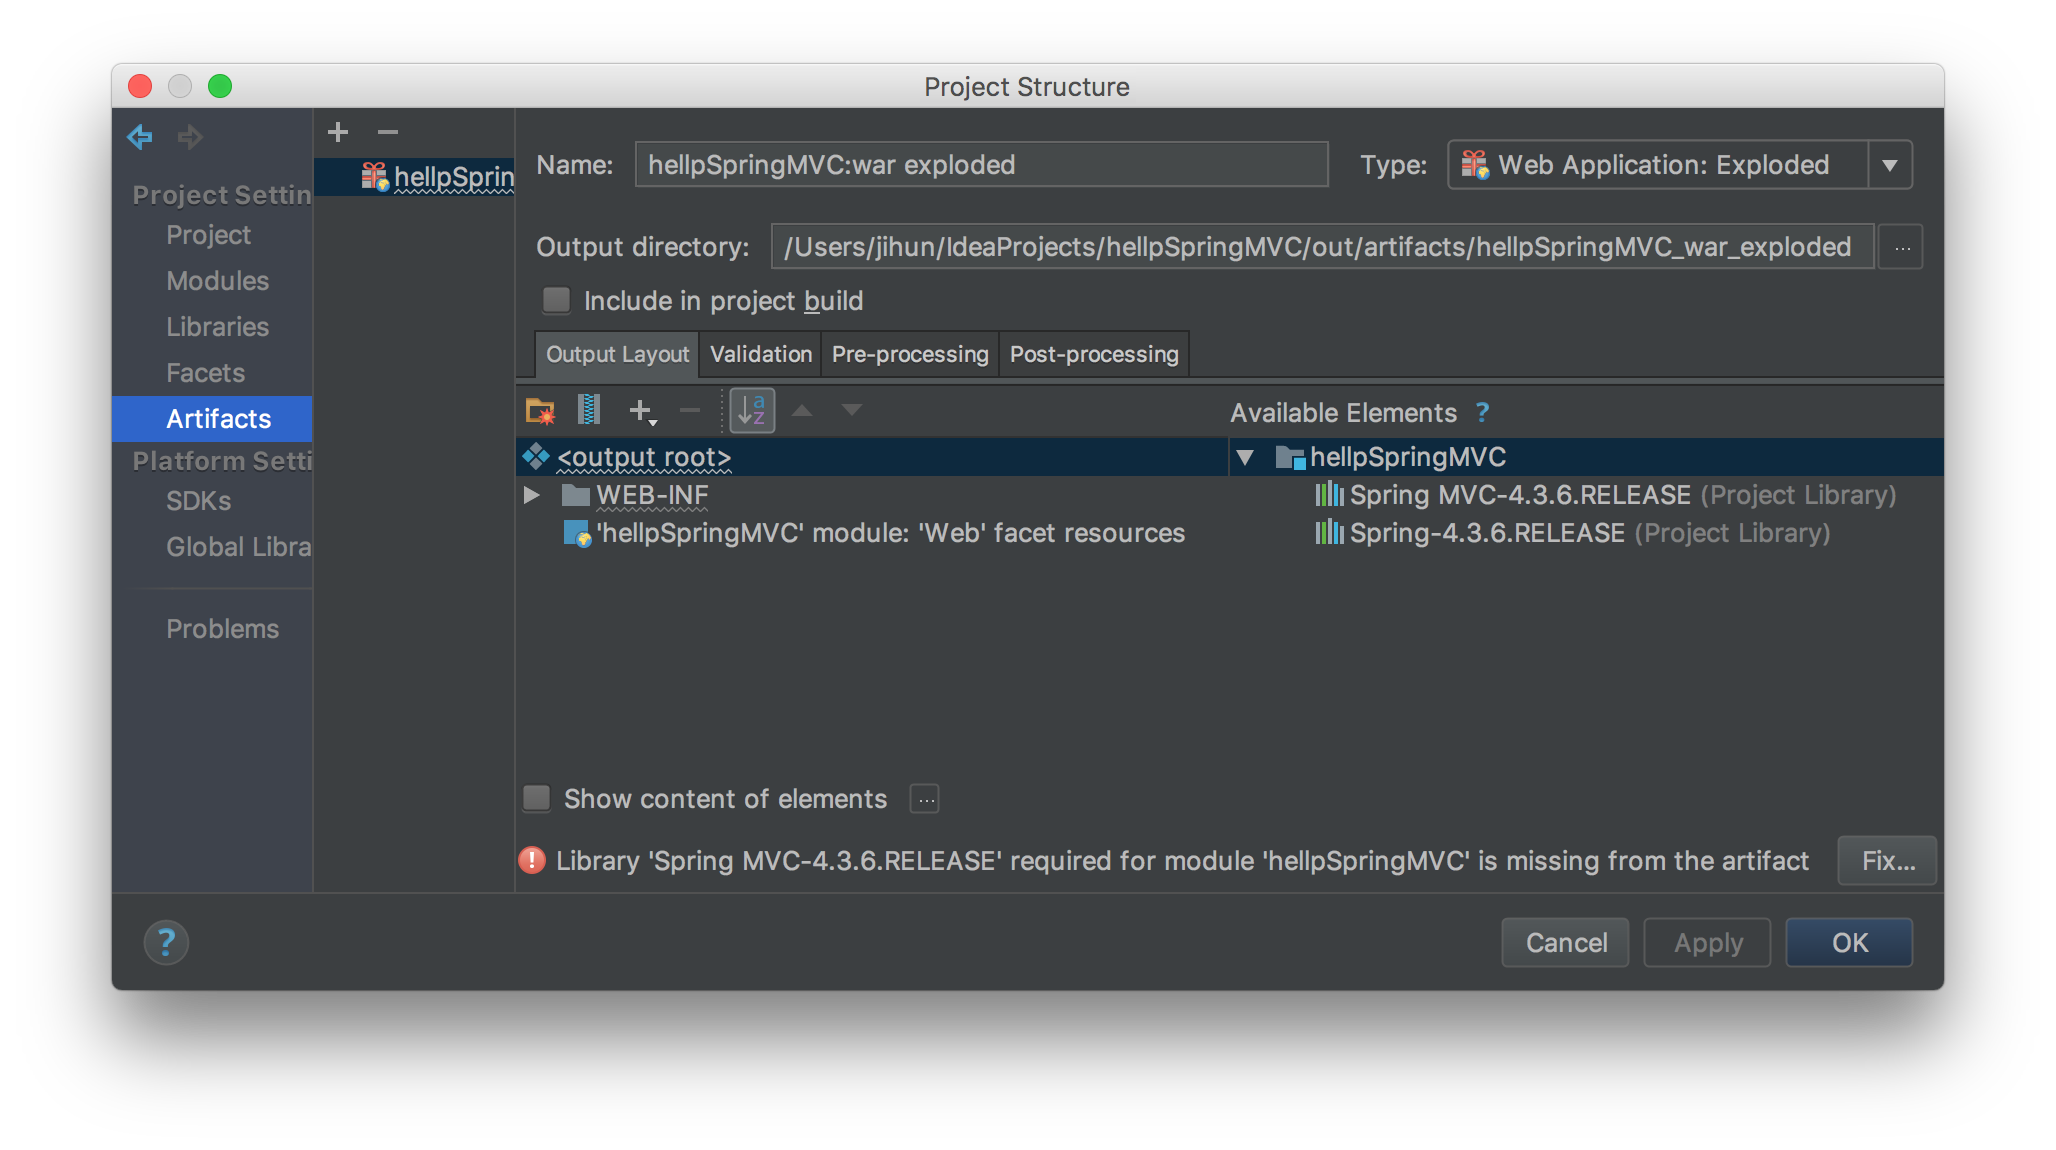 Project Structure
Project Settin
Project
Modules
Libraries
Facets
Artifacts
Platform Setti
SDKs
Global Libra
Problems
hellpSprin
Name: hellpSpringMVC:war exploded Type: Web Application: Exploded
Output directory: /Users/jihun/IdeaProjects/hellpSpringMVC/out/artifacts/hellpSpringMVC_war_exploded ...
Include in project build
Output Layout Validation Pre-processing Post-processing
Available Elements ?
<output root>
WEB-INF
'hellpSpringMVC' module: 'Web' facet resources
hellpSpringMVC
Spring MVC-4.3.6.RELEASE (Project Library)
Spring-4.3.6.RELEASE (Project Library)
Show content of elements ...
Library 'Spring MVC-4.3.6.RELEASE' required for module 'hellpSpringMVC' is missing from the artifact Fix...
? Cancel Apply OK